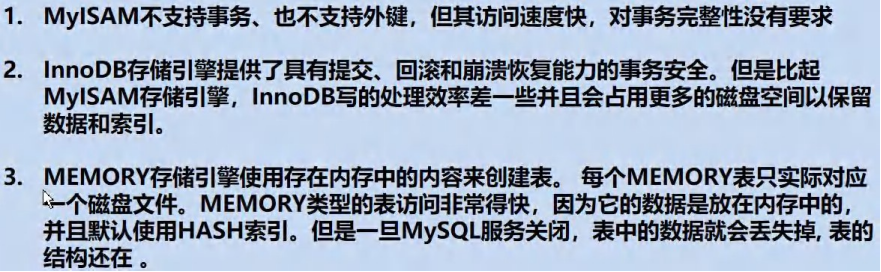 1. MyISAM不支持事务、也不支持外键，但其访问速度快，对事务完整性没有要求
2. InnoDB存储引擎提供了具有提交、回滚和崩溃恢复能力的事务安全。但是比起
MyISAM存储引擎，InnoDB写的处理效率差一些并且会占用更多的磁盘空间以保留
数据和索引。
3. MEMORY存储引擎使用存在内存中的内容来创建表。 每个MEMORY表只实际对应
一个磁盘文件。MEMORY类型的表访问非常得快，因为它的数据是放在内存中的，
并且默认使用HASH索引。但是一旦MySQL服务关闭，表中的数据就会丢失掉, 表的
结构还在 。